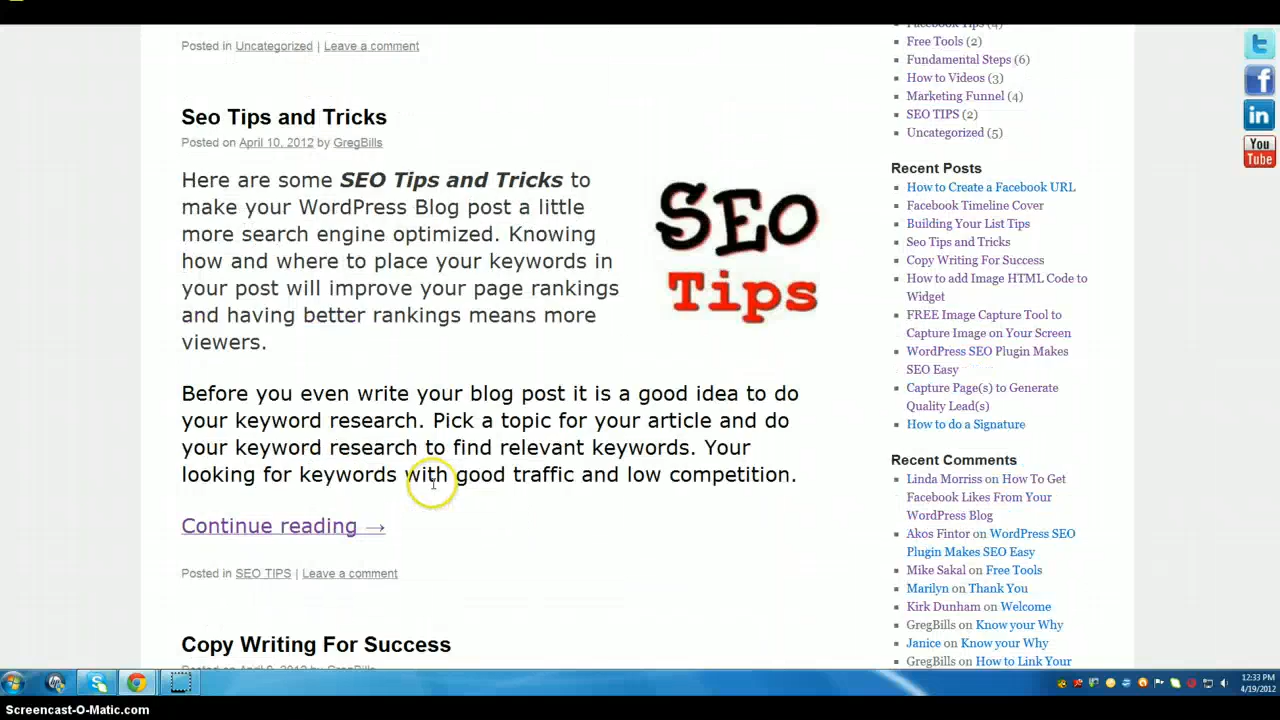 Posted in Uncategorized | Leave a comment
Seo Tips and Tricks
Posted on April 10, 2012 by GregBills
Here are some SEO Tips and Tricks to
make your WordPress Blog post a little
more search engine optimized. Knowing
how and where to place your keywords in
your post will improve your page rankings
and having better rankings means more
viewers.
SEO
Tips
Before you even write your blog post it is a good idea to do
your keyword research. Pick a topic for your article and do
your keyword research to find relevant keywords. Your
looking for keywords with good traffic and low competition.
Continue reading →
Posted in SEO TIPS | Leave a comment
Copy Writing For Success
Posted on April 9, 2012 by GregBills
Facebook Tips (4)
Free Tools (2)
Fundamental Steps (6)
How to Videos (3)
Marketing Funnel (4)
SEO TIPS (2)
Uncategorized (5)
Recent Posts
How to Create a Facebook URL
Facebook Timeline Cover
Building Your List Tips
Seo Tips and Tricks
Copy Writing For Success
How to add Image HTML Code to
Widget
FREE Image Capture Tool to
Capture Image on Your Screen
WordPress SEO Plugin Makes
SEO Easy
Capture Page(s) to Generate
Quality Lead(s)
How to do a Signature
Recent Comments
Linda Morriss on How To Get
Facebook Likes From Your
WordPress Blog
Akos Fintor on WordPress SEO
Plugin Makes SEO Easy
Mike Sakal on Free Tools
Marilyn on Thank You
Kirk Dunham on Welcome
GregBills on Know your Why
Janice on Know your Why
GregBills on How to Link Your
You
Tube
12:33 PM
4/19/2012
Screencast-O-Matic.com